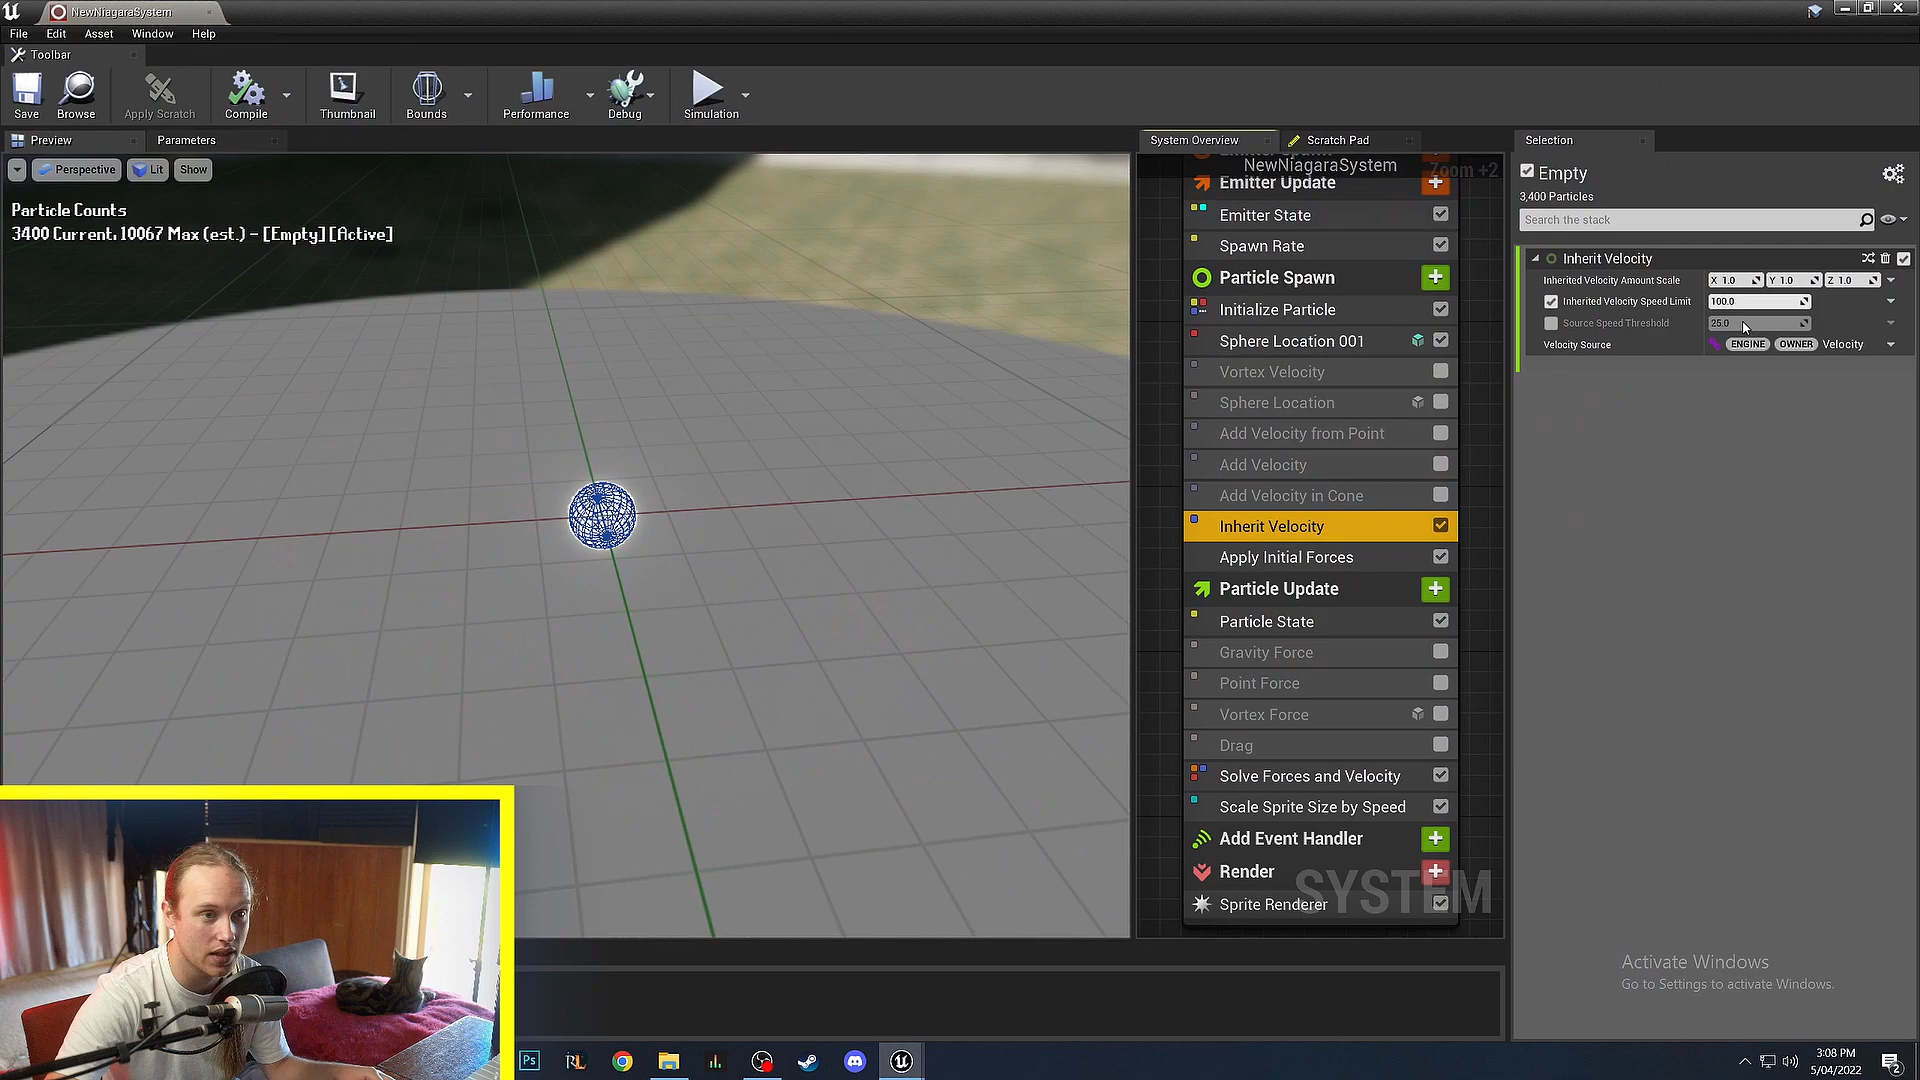 NewNiagaraSystem
File Edit Asset Window Help
Toolbar
Save Browse Apply Scratch Compile Thumbnail Bounds Performance Debug Simulation
Preview Parameters
Perspective Lit Show
Particle Counts
3400 Current, 10067 Max (est.) - [Empty][Active]
System Overview Scratch Pad
NewNiagaraSystem
Zoom +2
Emitter Update
Emitter State
Spawn Rate
Particle Spawn
Initialize Particle
Sphere Location 001
Vortex Velocity
Sphere Location
Add Velocity from Point
Add Velocity
Add Velocity in Cone
Inherit Velocity
Apply Initial Forces
Particle Update
Particle State
Gravity Force
Point Force
Vortex Force
Drag
Solve Forces and Velocity
Scale Sprite Size by Speed
Add Event Handler
Render
SYSTEM
Sprite Renderer
Selection
Empty
3,400 Particles
Search the stack
Inherit Velocity
Inherited Velocity Amount Scale X 1.0 Y 1.0 Z 1.0
Inherited Velocity Speed Limit 100.0
Source Speed Threshold 25.0
Velocity Source ENGINE OWNER Velocity
Activate Windows
Go to Settings to activate Windows.
Ps RL
3:08 PM
5/04/2022
2